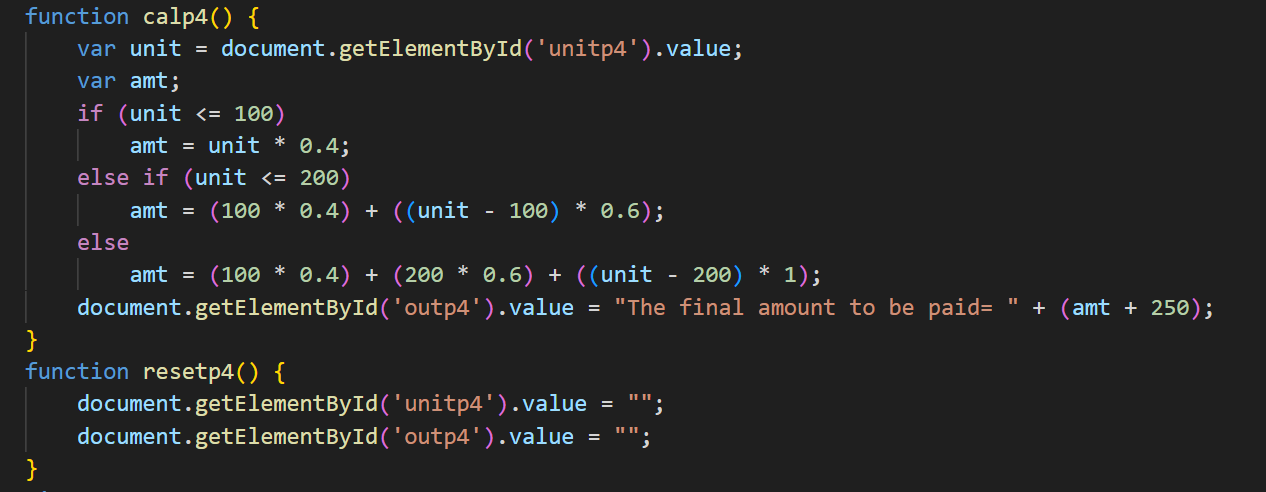 function calp4() {
    var unit = document.getElementById('unitp4').value;
    var amt;
    if (unit <= 100)
        amt = unit * 0.4;
    else if (unit <= 200)
        amt = (100 * 0.4) + ((unit - 100) * 0.6);
    else
        amt = (100 * 0.4) + (200 * 0.6) + ((unit - 200) * 1);
    document.getElementById('outp4').value = "The final amount to be paid= " + (amt + 250);
}
function resetp4() {
    document.getElementById('unitp4').value = "";
    document.getElementById('outp4').value = "";
}